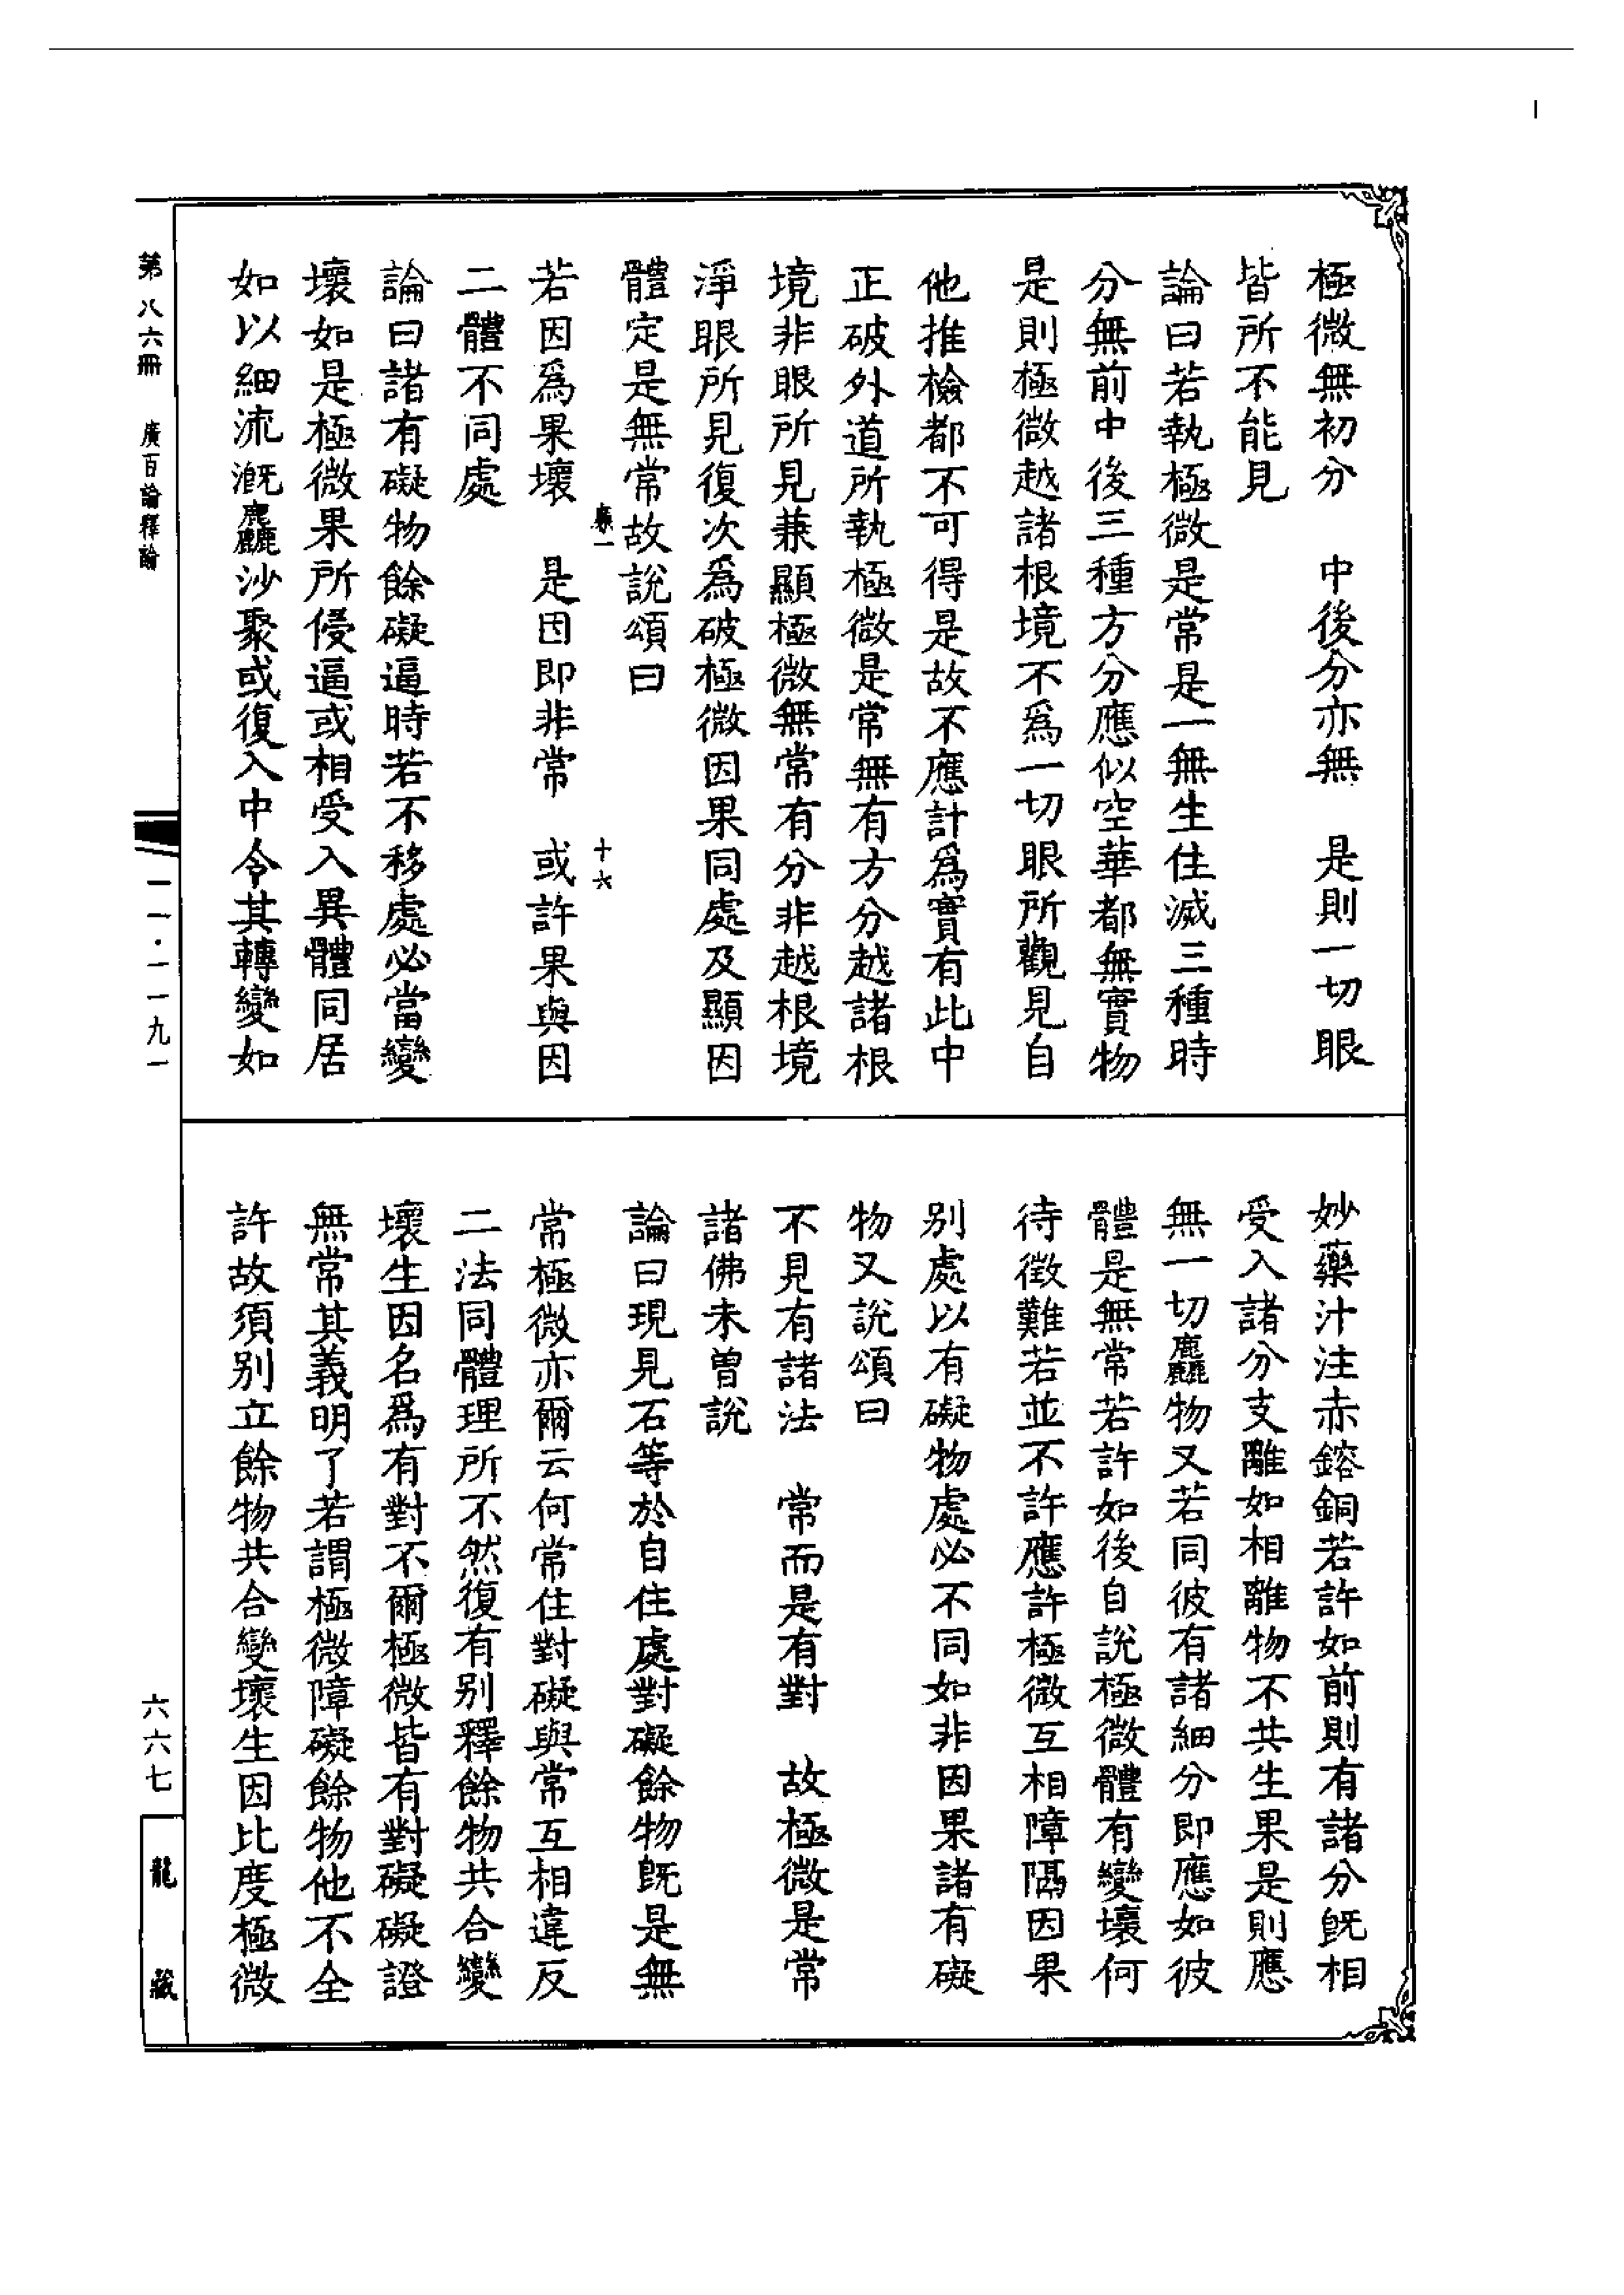 極微無初分　中後分亦無　是則一切眼
皆所不能見
論曰若執極微是常是一無生住滅三種時
分無前中後三種方分應似空華都無實物
是則極微越諸根境不為一切眼所觀見自
他推檢都不可得是故不應計為實有此中
正破外道所執極微是常無有方分越諸根
境非眼所見兼顯極微無常有分非越根境
淨眼所見復次為破極微因果同處及顯因
體定是無常故說頌曰
十六
若因為果壞　是因即非常　或許果與因
二體不同處
論曰諸有礙物餘礙逼時若不移處必當變
壞如是極微果所侵逼或相受入異體同居
如以細流溉麤沙聚或復入中令其轉變如
妙藥汁注赤鎔銅若許如前則有諸分既相
受入諸分支離如相離物不共生果是則應
無一切麤物又若同彼有諸細分即應如彼
體是無常若許如後自說極微體有變壞何
待徵難若並不許應許極微互相障隔因果
別處以有礙物處必不同如非因果諸有礙
物又說頌曰
不見有諸法　常而是有對　故極微是常
諸佛未曾說
論曰現見石等於自住處對礙餘物既是無
常極微亦爾云何常住對礙與常互相違反
二法同體理所不然復有別釋餘物共合變
壞生因名為有對不爾極微皆有對礙礙證
無常其義明了若謂極微障礙餘物他不全
許故須別立餘物共合變壞生因比度極微
第八六冊　廣百論釋論
一一·一一九一
六六七
龍藏